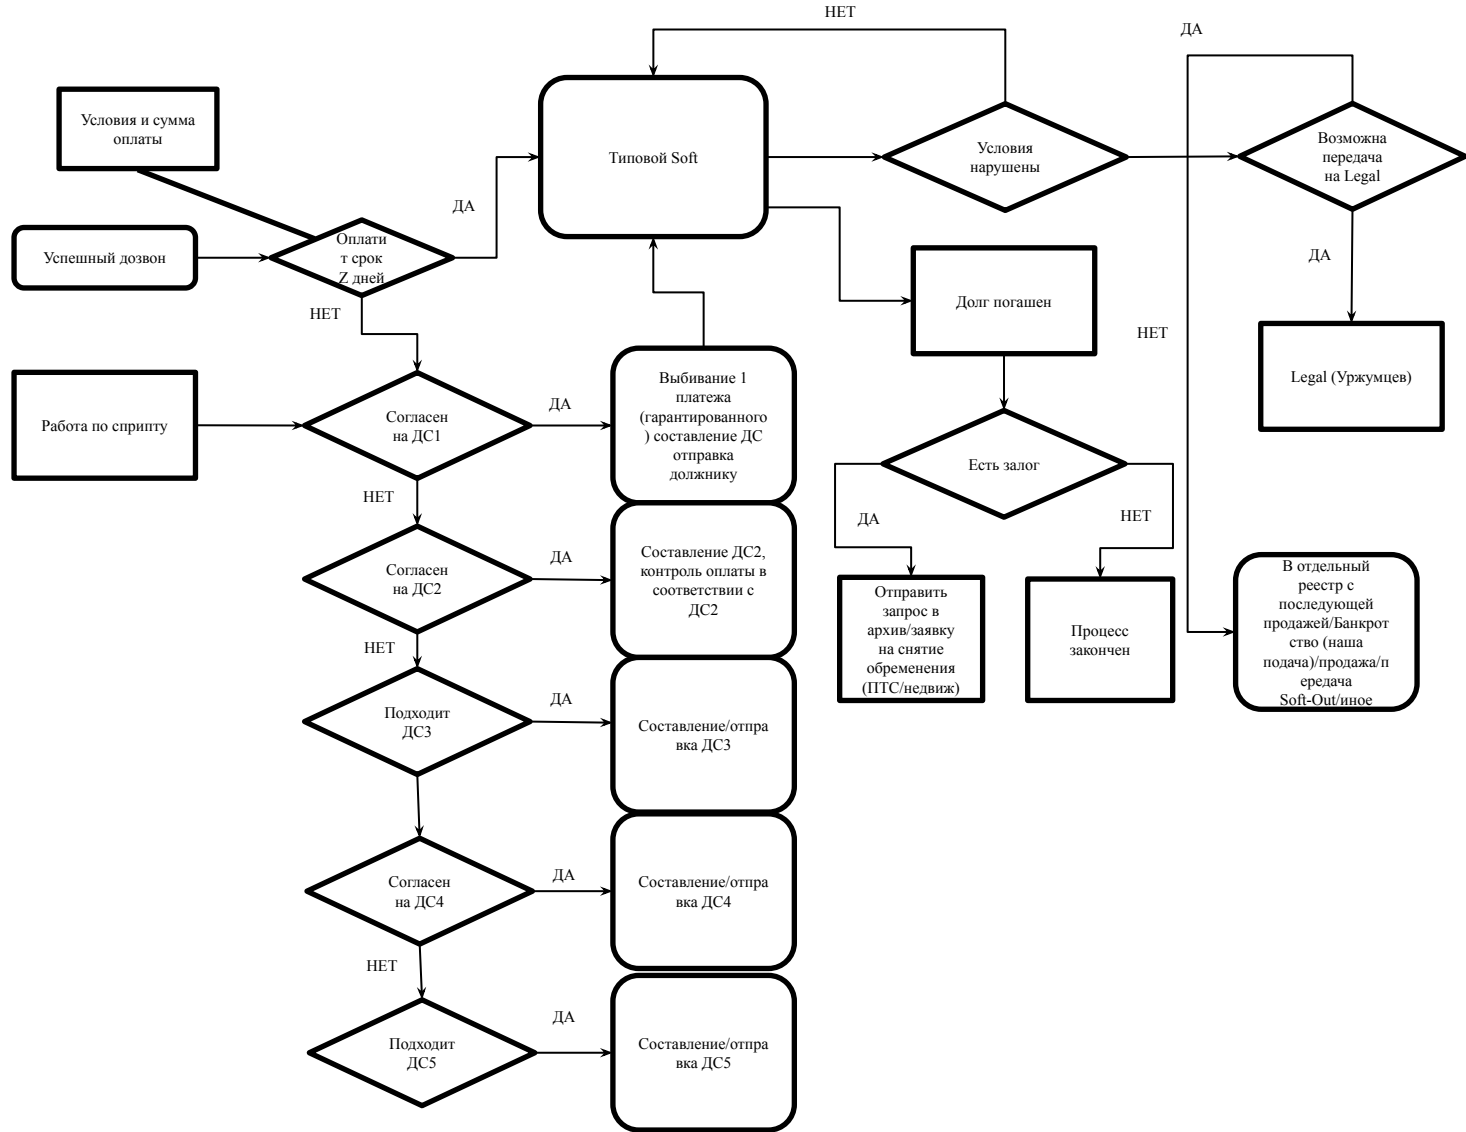 НЕТ
ДА
Условия и сумма
оплаты
Типовой Soft
Условия
нарушены
Возможна
передача
на Legal
ДА
Успешный дозвон
Оплати
т срок
Z дней
ДА
НЕТ
Долг погашен
НЕТ
Legal (Уржумцев)
Работа по сприпту
Согласен
на ДС1
ДА
Выбивание 1
платежа
(гарантированного
) составление ДС
отправка
должнику
Есть залог
НЕТ
ДА
НЕТ
Согласен
на ДС2
ДА
Составление ДС2,
контроль оплаты в
соответствии с
ДС2
Отправить
запрос в
архив/заявку
на снятие
обременения
(ПТС/недвиж)
Процесс
закончен
В отдельный
реестр с
последующей
продажей/Банкрот
ство (наша
подача)/продажа/п
ередача
Soft-Out/иное
НЕТ
Подходит
ДС3
ДА
Составление/отпра
вка ДС3
Согласен
на ДС4
ДА
Составление/отпра
вка ДС4
НЕТ
Подходит
ДС5
ДА
Составление/отпра
вка ДС5